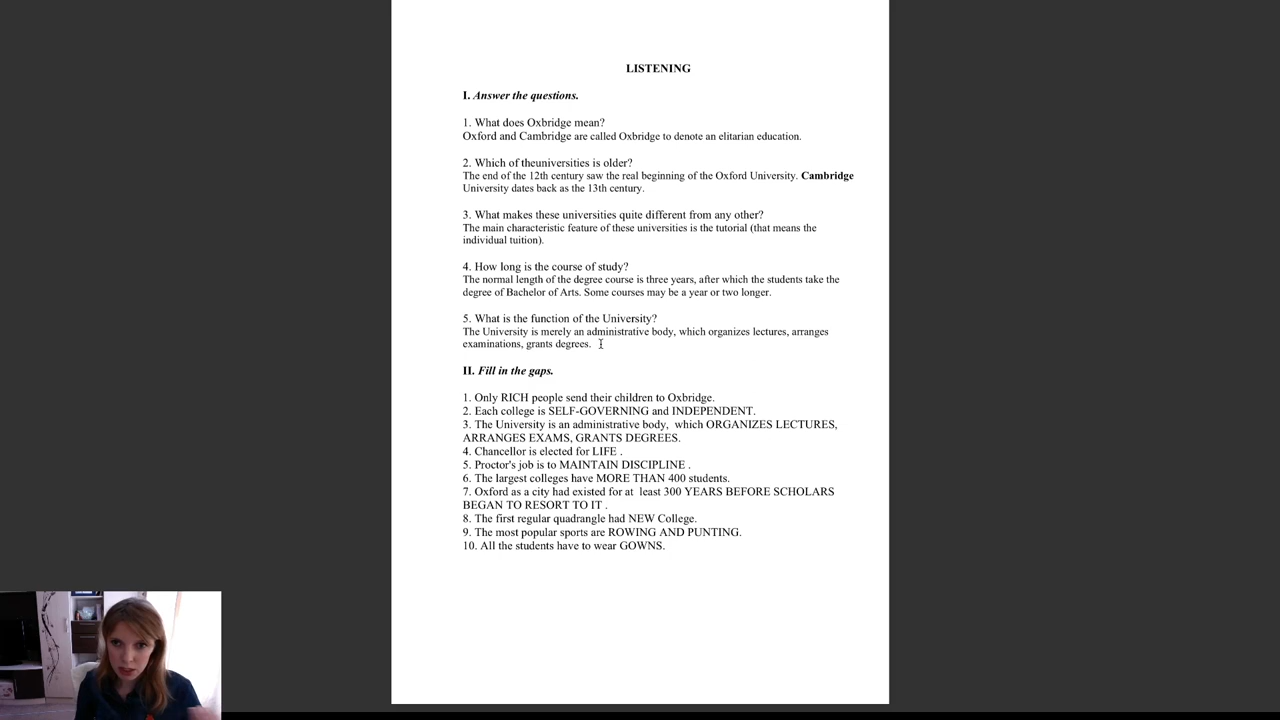 LISTENING
I. Answer the questions.
1. What does Oxbridge mean?
Oxford and Cambridge are called Oxbridge to denote an elitarian education.
2. Which of theuniversities is older?
The end of the 12th century saw the real beginning of the Oxford University. Cambridge
University dates back as the 13th century.
3. What makes these universities quite different from any other?
The main characteristic feature of these universities is the tutorial (that means the
individual tuition).
4. How long is the course of study?
The normal length of the degree course is three years, after which the students take the
degree of Bachelor of Arts. Some courses may be a year or two longer.
5. What is the function of the University?
The University is merely an administrative body, which organizes lectures, arranges
examinations, grants degrees.
II. Fill in the gaps.
1. Only RICH people send their children to Oxbridge.
2. Each college is SELF-GOVERNING and INDEPENDENT.
3. The University is an administrative body,  which ORGANIZES LECTURES,
ARRANGES EXAMS, GRANTS DEGREES.
4. Chancellor is elected for LIFE .
5. Proctor's job is to MAINTAIN DISCIPLINE .
6. The largest colleges have MORE THAN 400 students.
7. Oxford as a city had existed for at  least 300 YEARS BEFORE SCHOLARS
BEGAN TO RESORT TO IT .
8. The first regular quadrangle had NEW College.
9. The most popular sports are ROWING AND PUNTING.
10. All the students have to wear GOWNS.